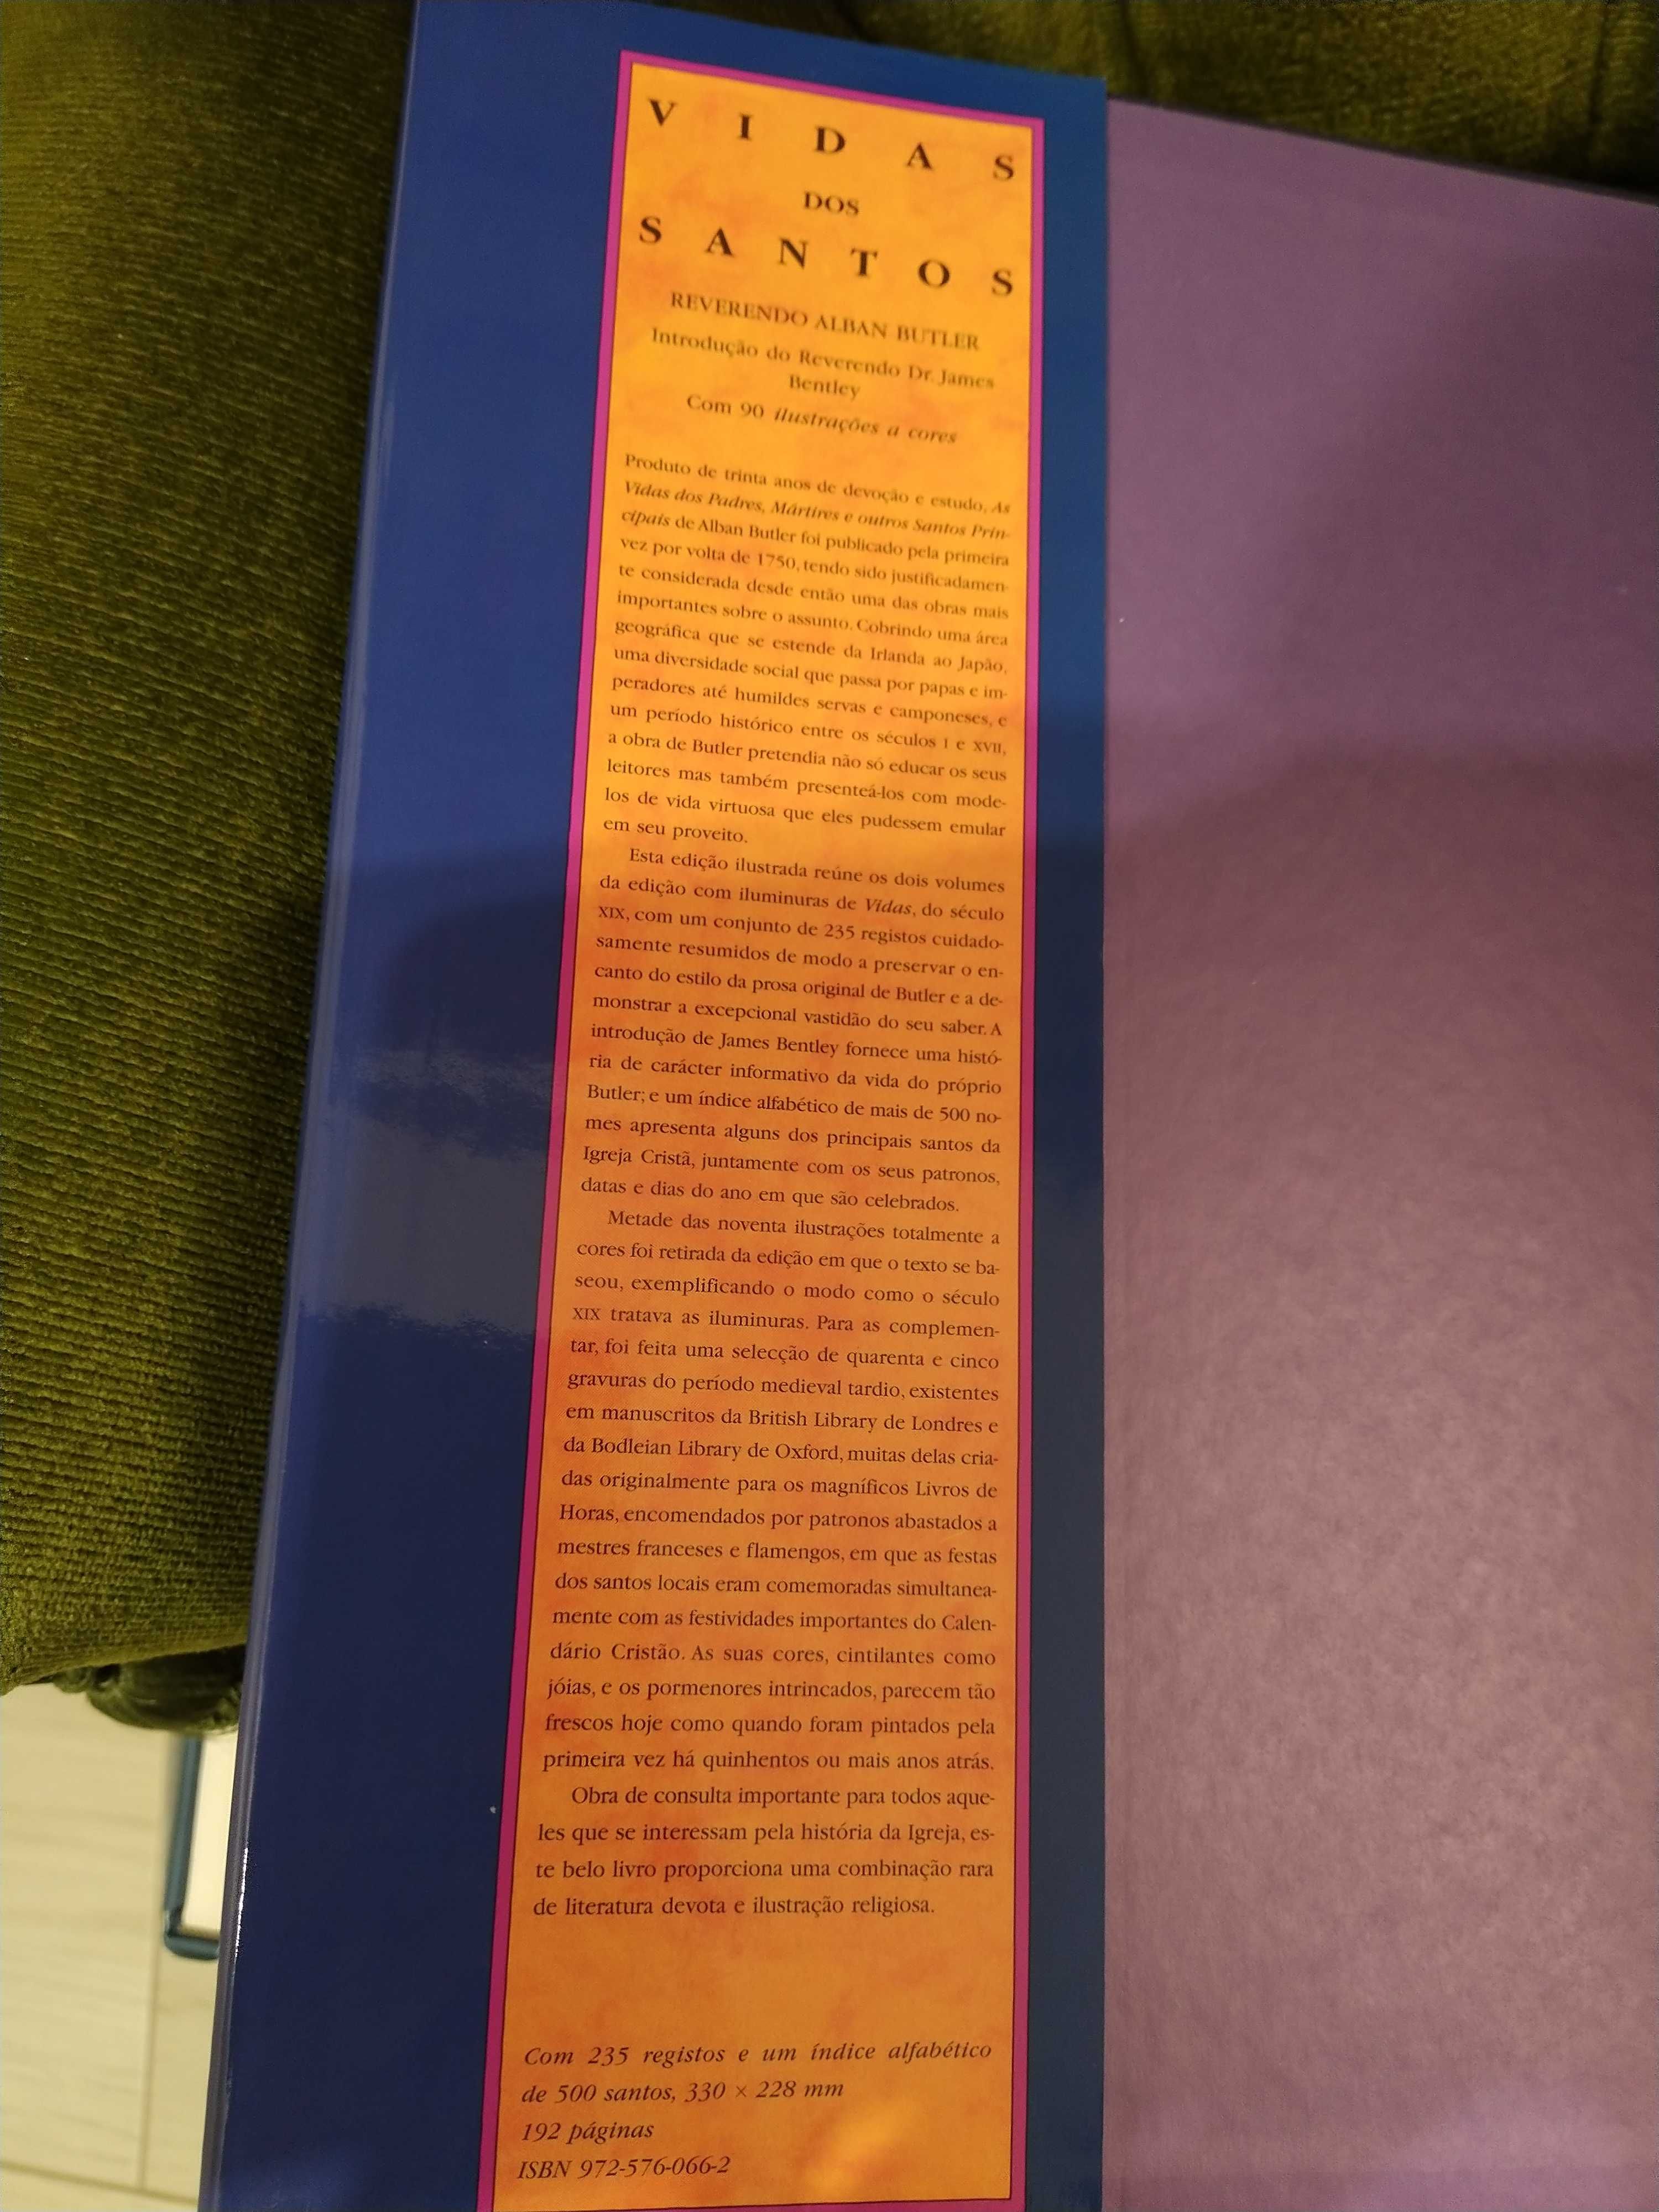 VIDAS
DOS
SANTOS
REVERENDO ALBAN BUTLER
Introdução do Reverendo Dr. James
Bentley
Com 90 ilustrações a cores
Produto de trinta anos de devoção e estudo, As
Vidas dos Padres, Mártires e outros Santos Prin-
cipais de Alban Butler foi publicado pela primeira
vez por volta de 1750, tendo sido justificadamen-
te considerada desde então uma das obras mais
importantes sobre o assunto. Cobrindo uma área
geográfica que se estende da Irlanda ao Japão,
uma diversidade social que passa por papas e im-
peradores até humildes servas e camponeses, e
um período histórico entre os séculos I e XVII,
a obra de Butler pretendia não só educar os seus
leitores mas também presenteá-los com mode-
los de vida virtuosa que eles pudessem emular
em seu proveito.
Esta edição ilustrada reúne os dois volumes
da edição com iluminuras de Vidas, do século
XIX, com um conjunto de 235 registos cuidado-
samente resumidos de modo a preservar o en-
canto do estilo da prosa original de Butler e a de-
monstrar a excepcional vastidão do seu saber. A
introdução de James Bentley fornece uma histó-
ria de carácter informativo da vida do próprio
Butler; e um índice alfabético de mais de 500 no-
mes apresenta alguns dos principais santos da
Igreja Cristã, juntamente com os seus patronos,
datas e dias do ano em que são celebrados.
Metade das noventa ilustrações totalmente a
cores foi retirada da edição em que o texto se ba-
seou, exemplificando o modo como o século
XIX tratava as iluminuras. Para as complemen-
tar, foi feita uma selecção de quarenta e cinco
gravuras do período medieval tardio, existentes
em manuscritos da British Library de Londres e
da Bodleian Library de Oxford, muitas delas cria-
das originalmente para os magníficos Livros de
Horas, encomendados por patronos abastados a
mestres franceses e flamengos, em que as festas
dos santos locais eram comemoradas simultanea-
mente com as festividades importantes do Calen-
dário Cristão. As suas cores, cintilantes como
jóias, e os pormenores intrincados, parecem tão
frescos hoje como quando foram pintados pela
primeira vez há quinhentos ou mais anos atrás.
Obra de consulta importante para todos aque-
les que se interessam pela história da Igreja, es-
te belo livro proporciona uma combinação rara
de literatura devota e ilustração religiosa.
Com 235 registos e um índice alfabético
de 500 santos, 330 × 228 mm
192 páginas
ISBN 972-576-066-2